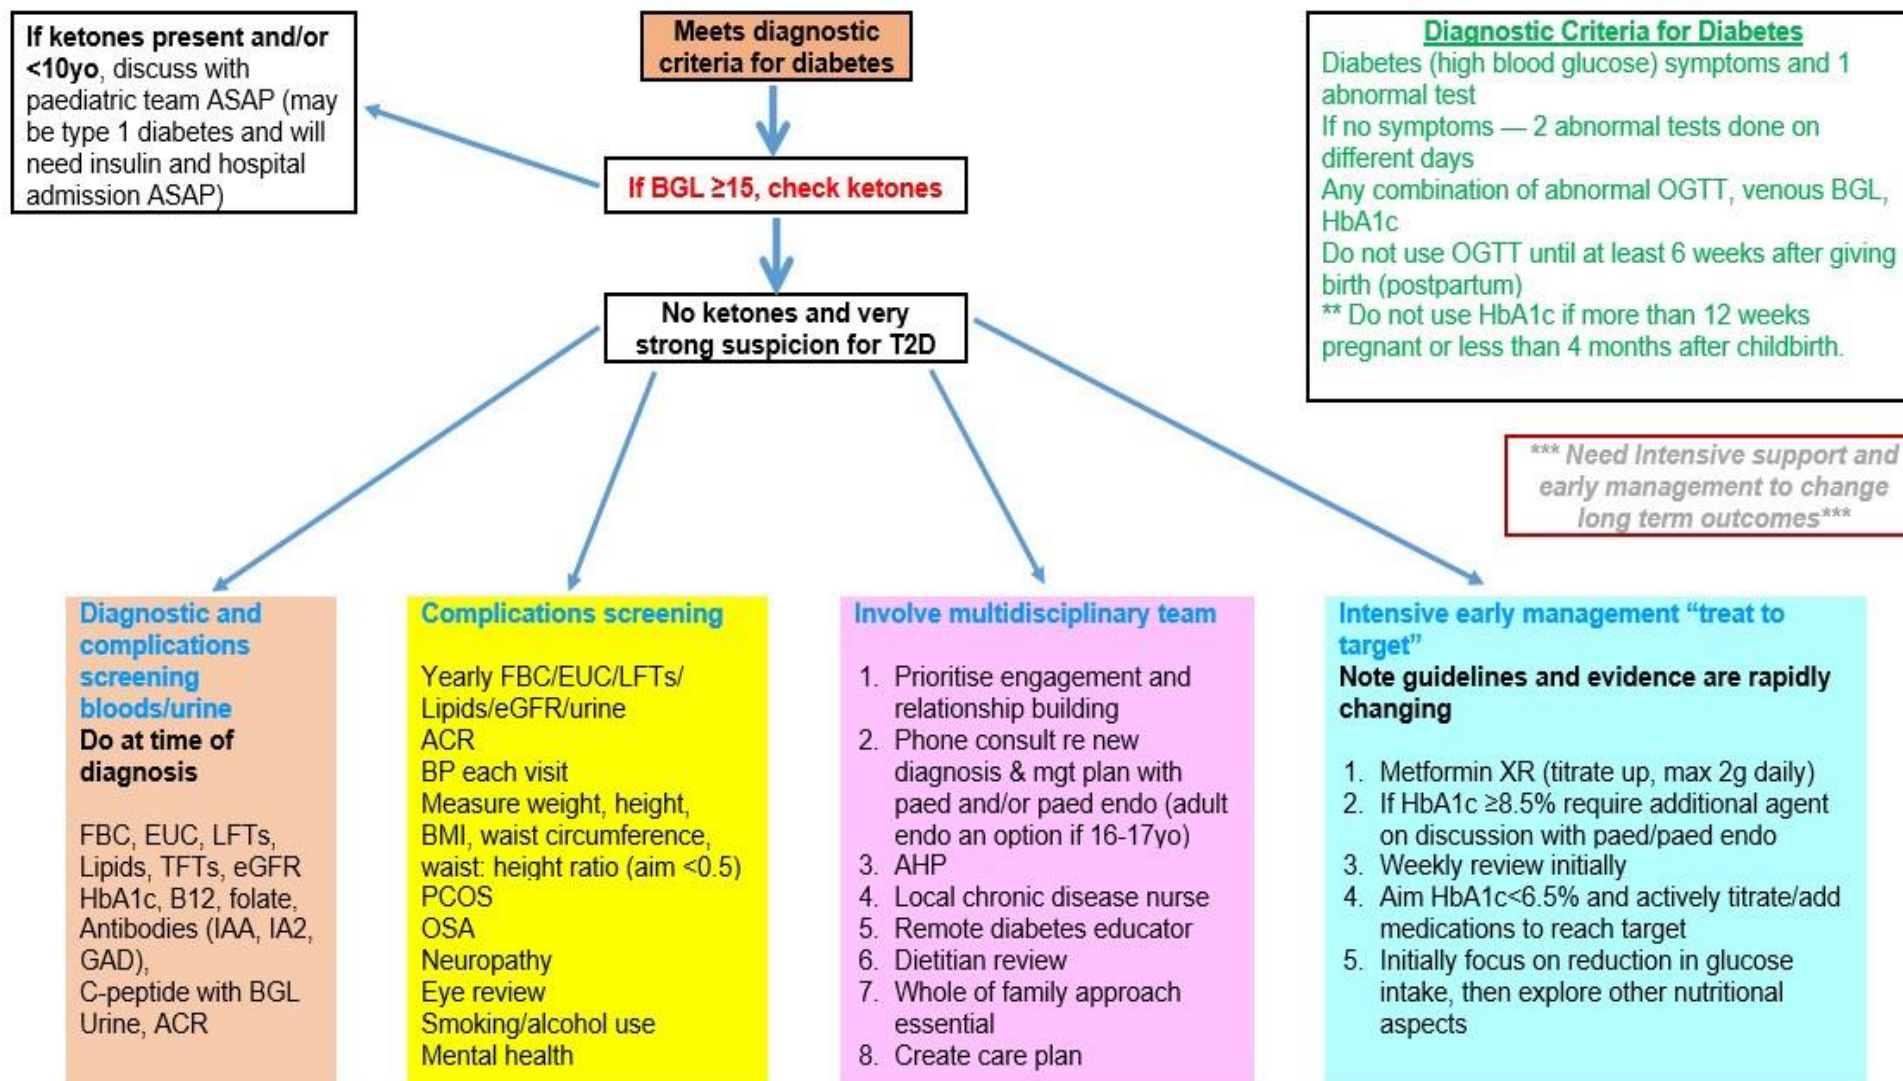 If ketones present and/or
<10yo, discuss with
paediatric team ASAP (may
be type 1 diabetes and will
need insulin and hospital
admission ASAP)
Meets diagnostic
criteria for diabetes
If BGL ≥15, check ketones
No ketones and very
strong suspicion for T2D
Diagnostic Criteria for Diabetes
Diabetes (high blood glucose) symptoms and 1
abnormal test
If no symptoms — 2 abnormal tests done on
different days
Any combination of abnormal OGTT, venous BGL,
HbA1c
Do not use OGTT until at least 6 weeks after giving
birth (postpartum)
** Do not use HbA1c if more than 12 weeks
pregnant or less than 4 months after childbirth.
*** Need Intensive support and
early management to change
long term outcomes***
Diagnostic and
complications
screening
bloods/urine
Do at time of
diagnosis
FBC, EUC, LFTs,
Lipids, TFTs, eGFR
HbA1c, B12, folate,
Antibodies (IAA, IA2,
GAD),
C-peptide with BGL
Urine, ACR
Complications screening
Yearly FBC/EUC/LFTs/
Lipids/eGFR/urine
ACR
BP each visit
Measure weight, height,
BMI, waist circumference,
waist: height ratio (aim <0.5)
PCOS
OSA
Neuropathy
Eye review
Smoking/alcohol use
Mental health
Involve multidisciplinary team
1. Prioritise engagement and
relationship building
2. Phone consult re new
diagnosis & mgt plan with
paed and/or paed endo (adult
endo an option if 16-17yo)
3. AHP
4. Local chronic disease nurse
5. Remote diabetes educator
6. Dietitian review
7. Whole of family approach
essential
8. Create care plan
Intensive early management “treat to
target”
Note guidelines and evidence are rapidly
changing
1. Metformin XR (titrate up, max 2g daily)
2. If HbA1c ≥8.5% require additional agent
on discussion with paed/paed endo
3. Weekly review initially
4. Aim HbA1c<6.5% and actively titrate/add
medications to reach target
5. Initially focus on reduction in glucose
intake, then explore other nutritional
aspects